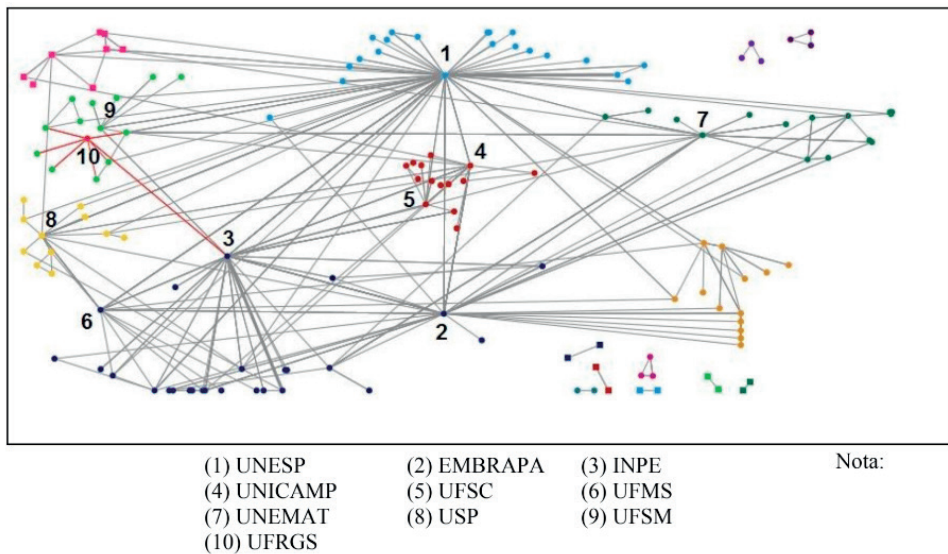 1
4
9
7
10
5
8
3
6
2
(1) UNESP (2) EMBRAPA (3) INPE Nota:
(4) UNICAMP (5) UFSC (6) UFMS
(7) UNEMAT (8) USP (9) UFSM
(10) UFRGS